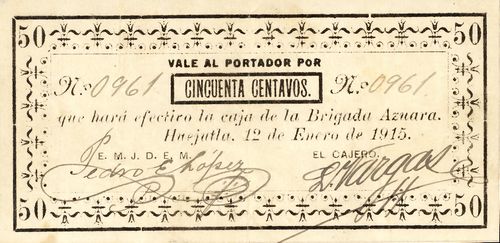 50 50
VALE AL PORTADOR POR
Nº 0961 CINCUENTA CENTAVOS. Nº 0961
que hará efectivo la caja de la Brigada Azuara.
Huejutla, 12 de Enero de 1915.
E. M. J. D. E. M. EL CAJERO,
Pedro E López L. Vargas
50 50